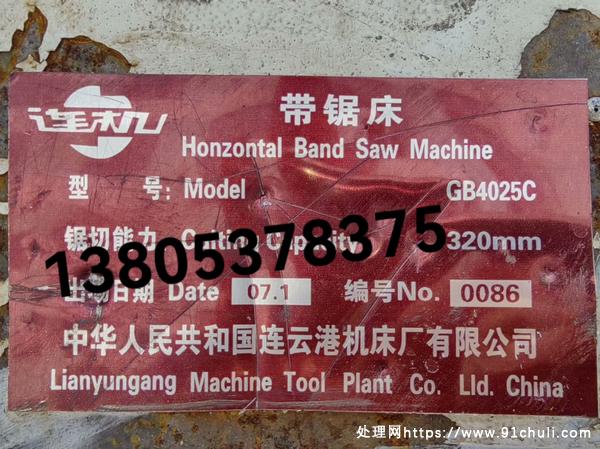 连机
带锯床
Honzontal Band Saw Machine
型 号: Model GB4025C
锯切能力 Cutting Capability 320mm
13805378375
出场日期 Date 07.1 编号No. 0086
中华人民共和国连云港机床厂有限公司
Lianyungang Machine Tool Plant Co. Lld. China
处理网https://www.91chuli.com